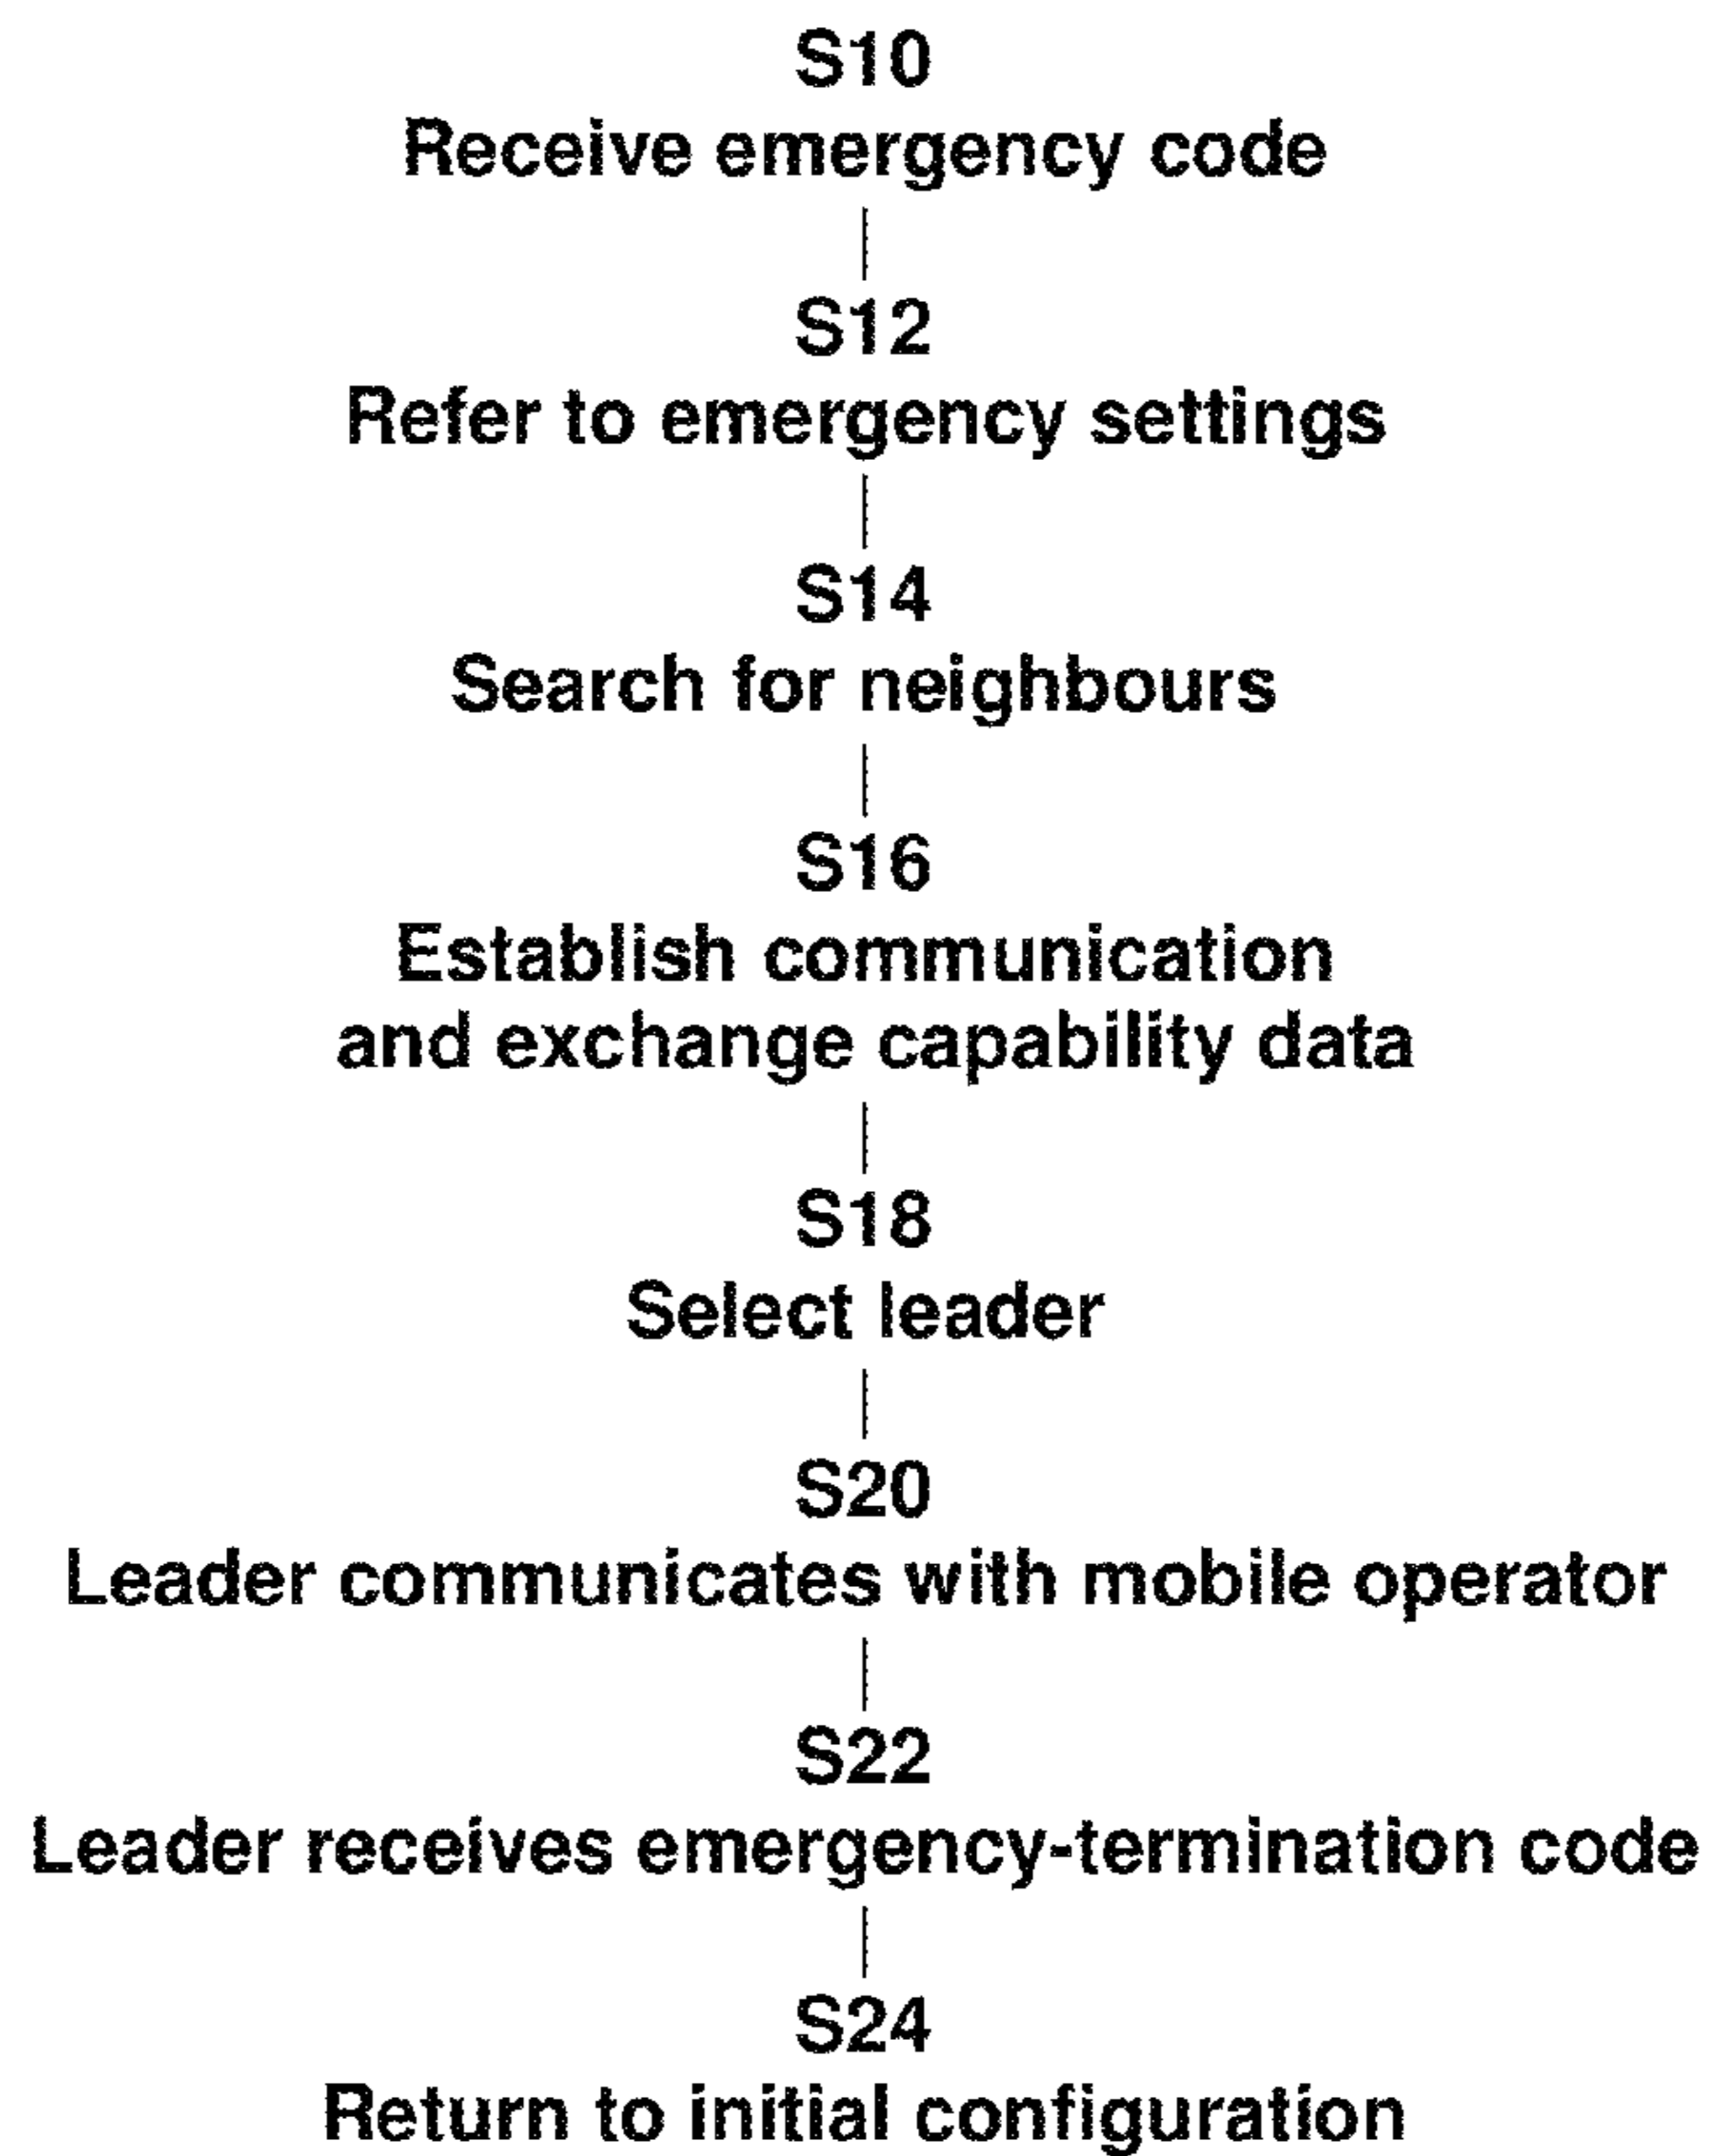 S10
Receive emergency code
S12
Refer to emergency settings
S14
Search for neighbours
S16
Establish communication
and exchange capability data
S18
Select leader
S20
Leader communicates with mobile operator
S22
Leader receives emergency-termination code
S24
Return to initial configuration